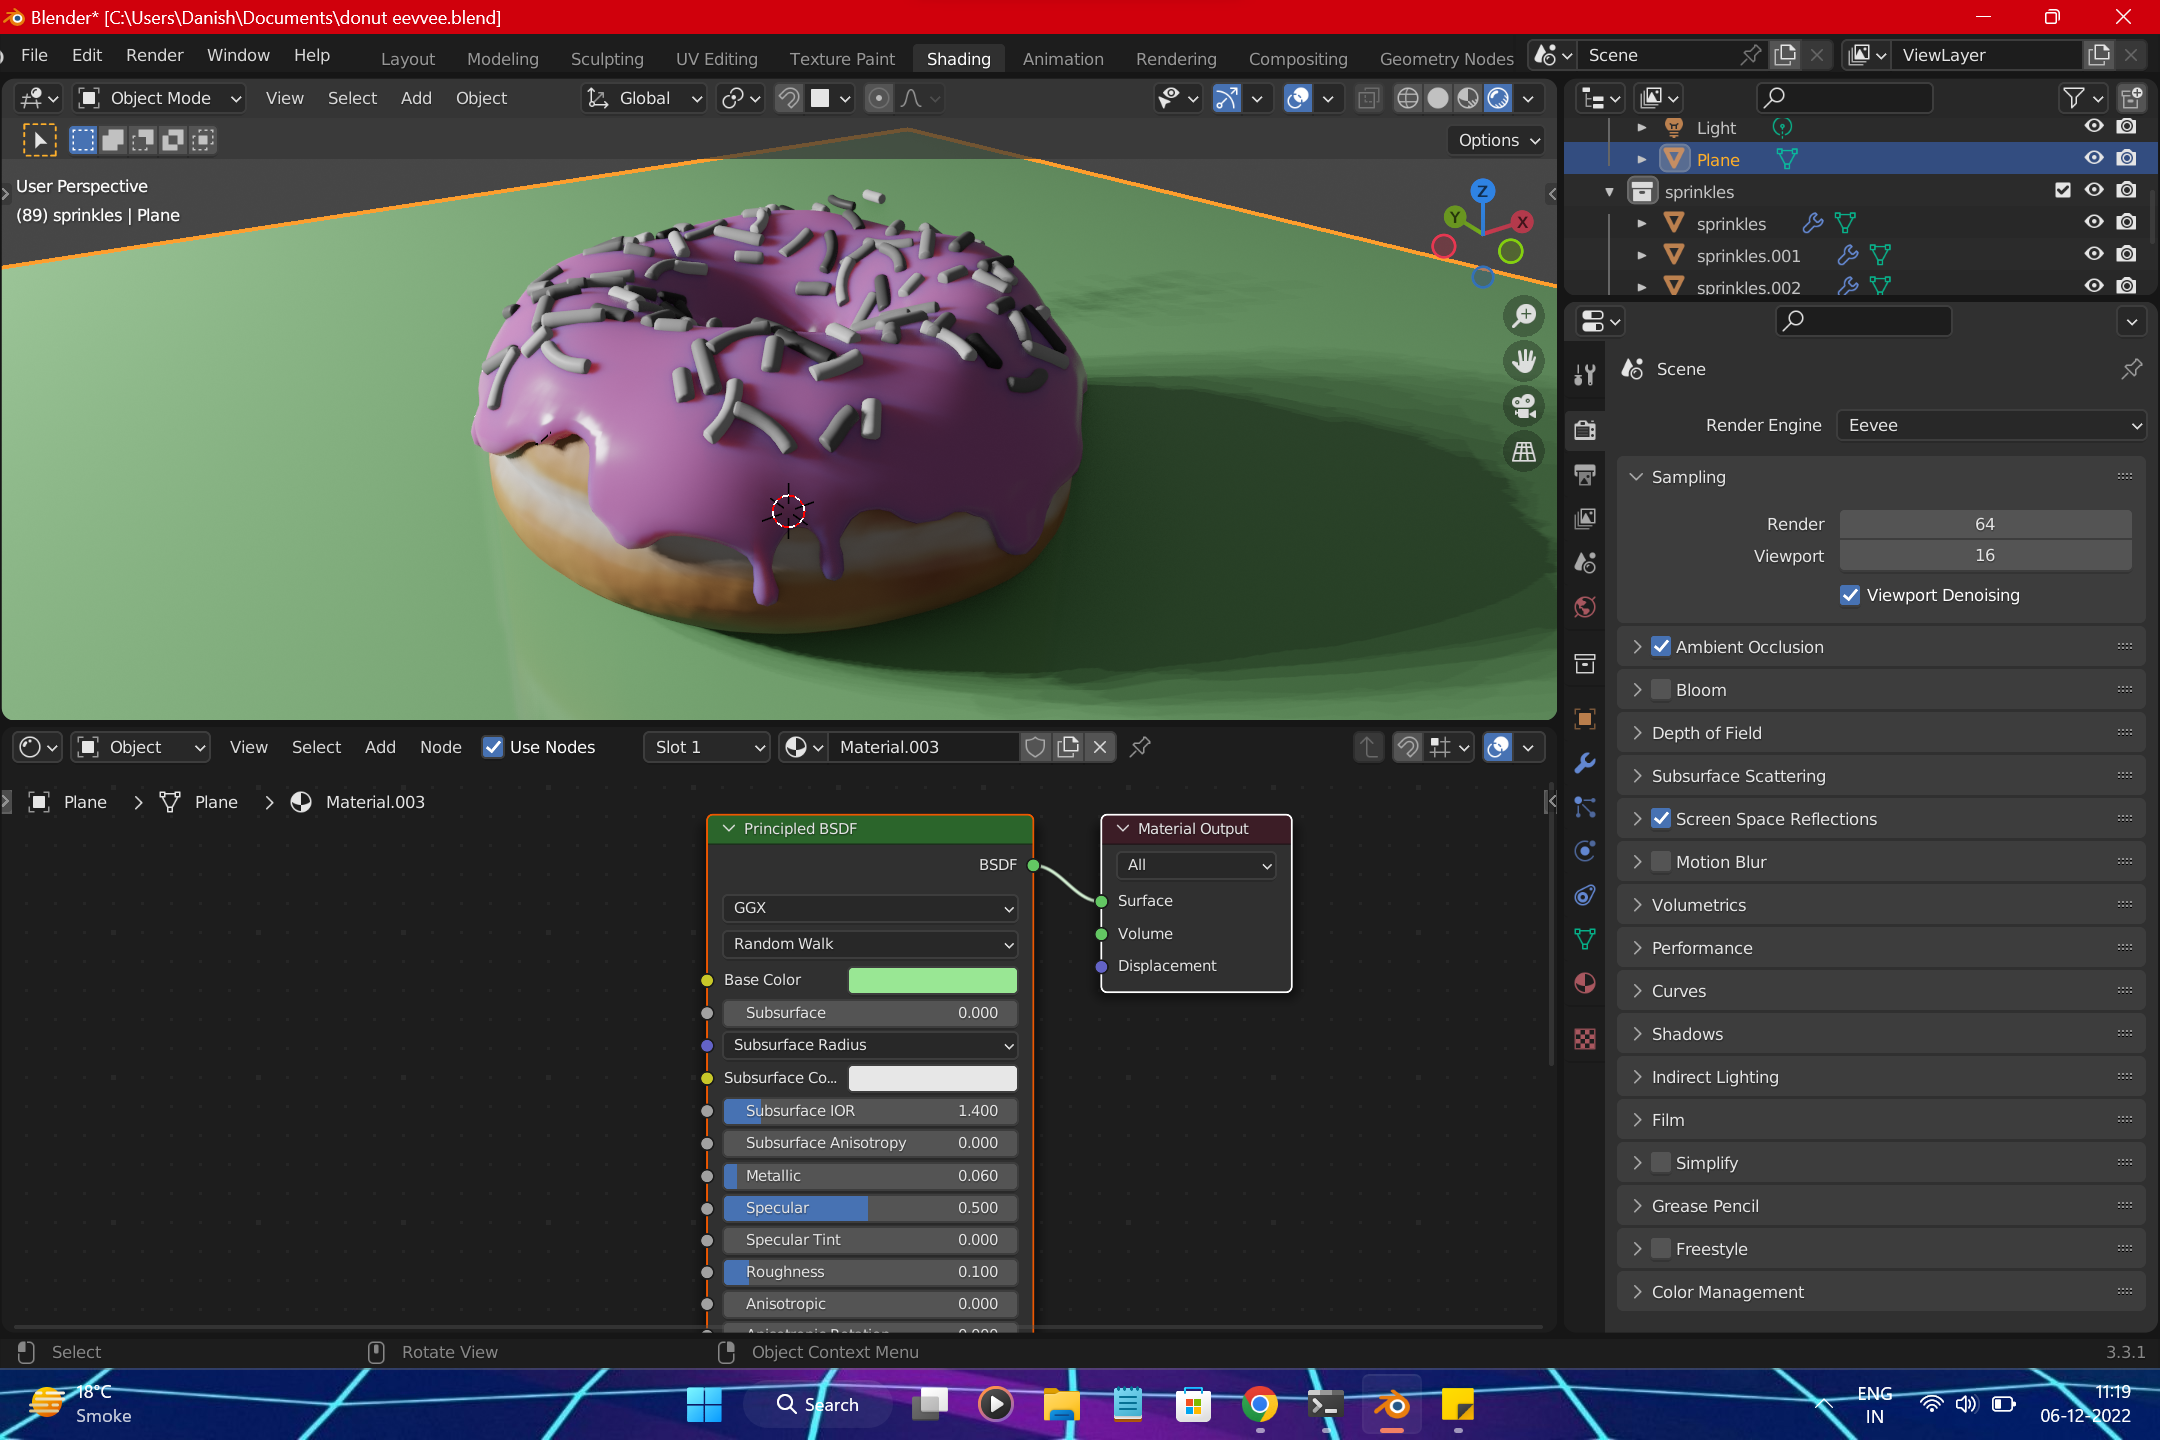 Blender* [C:\Users\Danish\Documents\donut eevvee.blend]
File Edit Render Window Help Layout Modeling Sculpting UV Editing Texture Paint Shading Animation Rendering Compositing Geometry Nodes Scene ViewLayer
Object Mode View Select Add Object Global
Options
User Perspective
(89) sprinkles | Plane
Z
Y
X
Light
Plane
sprinkles
sprinkles
sprinkles.001
sprinkles.002
Scene
Render Engine Eevee
Sampling
Render 64
Viewport 16
Viewport Denoising
Ambient Occlusion
Bloom
Depth of Field
Subsurface Scattering
Screen Space Reflections
Motion Blur
Volumetrics
Performance
Curves
Shadows
Indirect Lighting
Film
Simplify
Grease Pencil
Freestyle
Color Management
Object View Select Add Node Use Nodes Slot 1 Material.003
Plane > Plane > Material.003
Principled BSDF
BSDF
GGX
Random Walk
Base Color
Subsurface 0.000
Subsurface Radius
Subsurface Co...
Subsurface IOR 1.400
Subsurface Anisotropy 0.000
Metallic 0.060
Specular 0.500
Specular Tint 0.000
Roughness 0.100
Anisotropic 0.000
Material Output
All
Surface
Volume
Displacement
Select Rotate View Object Context Menu 3.3.1
18°C
Smoke
Search
ENG
IN
11:19
06-12-2022